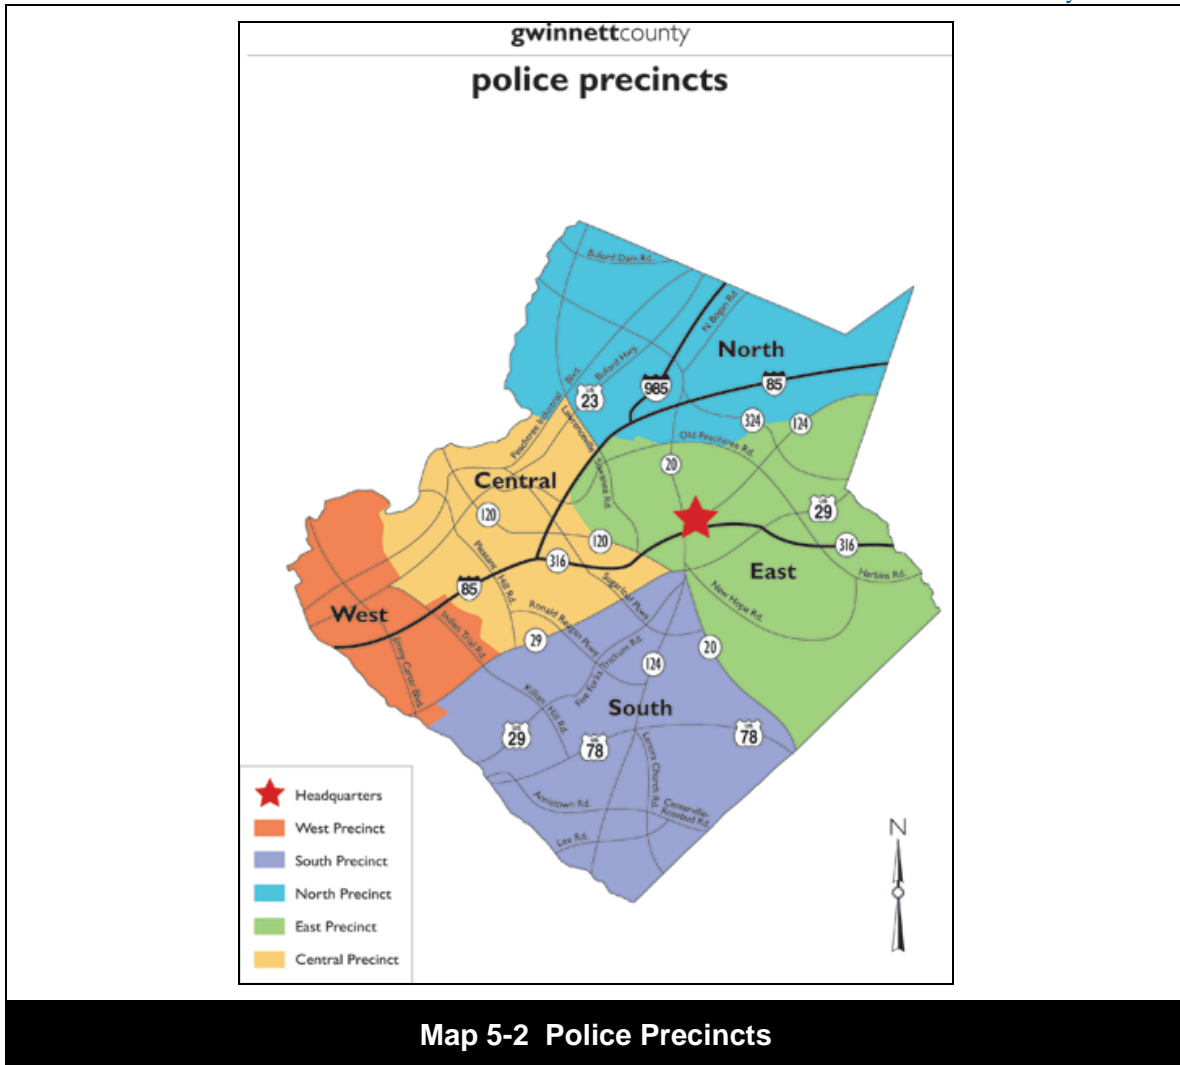 gwinnettcounty
police precincts
Buford Dam Rd.
N. Bogan Rd.
North
Buford Hwy.
985
85
23
Peachtree Industrial Blvd.
Lawrenceville Suwanee Rd.
324
124
Old Peachtree Rd.
20
Central
120
29
120
316
316
East
Harbins Rd.
Pleasant Hill Rd.
85
Sugarloaf Pkwy.
New Hope Rd.
West
Indian Trail Rd.
Ronald Reagan Pkwy.
29
Five Forks Trickum Rd.
20
124
Jimmy Carter Blvd.
Killian Hill Rd.
South
29
78
78
Lenora Church Rd.
Annistown Rd.
Centerville-Rosebud Rd.
Lee Rd.
Headquarters
West Precinct
South Precinct
North Precinct
East Precinct
Central Precinct
N
Map 5-2 Police Precincts